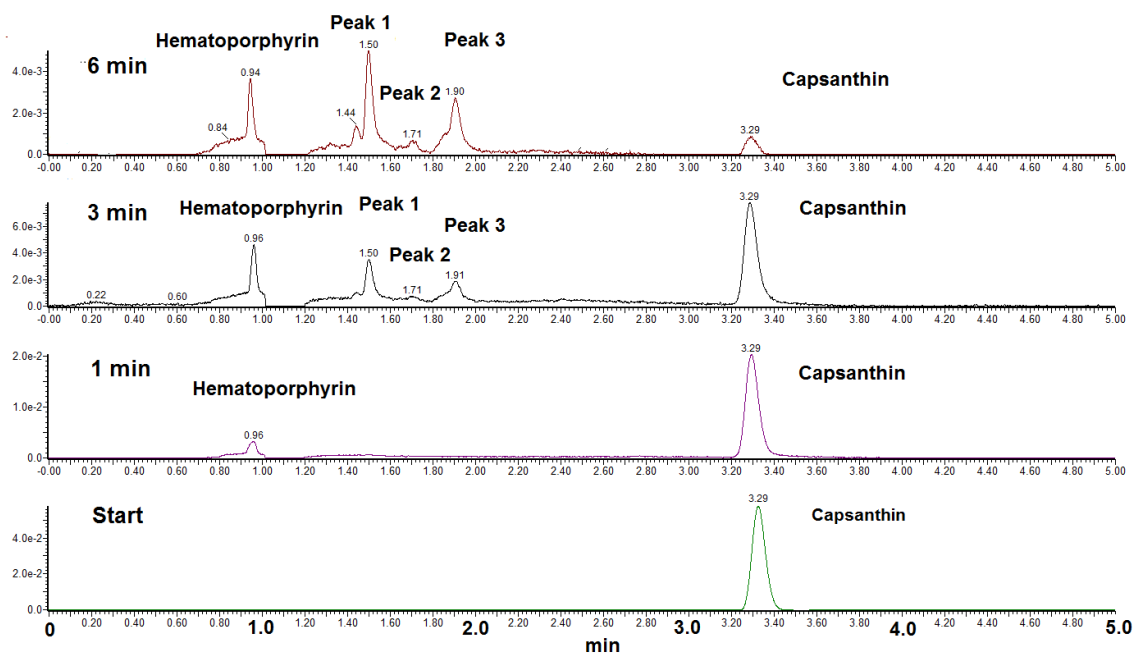 Peak 1
Hematoporphyrin
Peak 3
6 min
0.94
1.50
Peak 2
1.90
Capsanthin
4.0e-3
2.0e-3
0.0
0.84
1.44
1.71
3.29
-0.00 0.20 0.40 0.60 0.80 1.00 1.20 1.40 1.60 1.80 2.00 2.20 2.40 2.60 2.80 3.00 3.20 3.40 3.60 3.80 4.00 4.20 4.40 4.60 4.80 5.00
3 min
Hematoporphyrin
Peak 1
Peak 3
Capsanthin
Peak 2
6.0e-3
4.0e-3
2.0e-3
0.0
0.22
0.60
0.96
1.50
1.71
1.91
3.29
-0.00 0.20 0.40 0.60 0.80 1.00 1.20 1.40 1.60 1.80 2.00 2.20 2.40 2.60 2.80 3.00 3.20 3.40 3.60 3.80 4.00 4.20 4.40 4.60 4.80 5.00
2.0e-2
1 min
Hematoporphyrin
Capsanthin
1.0e-2
0.0
0.96
3.29
-0.00 0.20 0.40 0.60 0.80 1.00 1.20 1.40 1.60 1.80 2.00 2.20 2.40 2.60 2.80 3.00 3.20 3.40 3.60 3.80 4.00 4.20 4.40 4.60 4.80 5.00
Start
3.29
Capsanthin
4.0e-2
2.0e-2
0.0
0 0.20 0.40 0.60 0.80 1.0 1.20 1.40 1.60 1.80 2.0 2.20 2.40 2.60 2.80 3.0 3.20 3.40 3.60 3.80 4.0 4.20 4.40 4.60 4.80 5.0
min